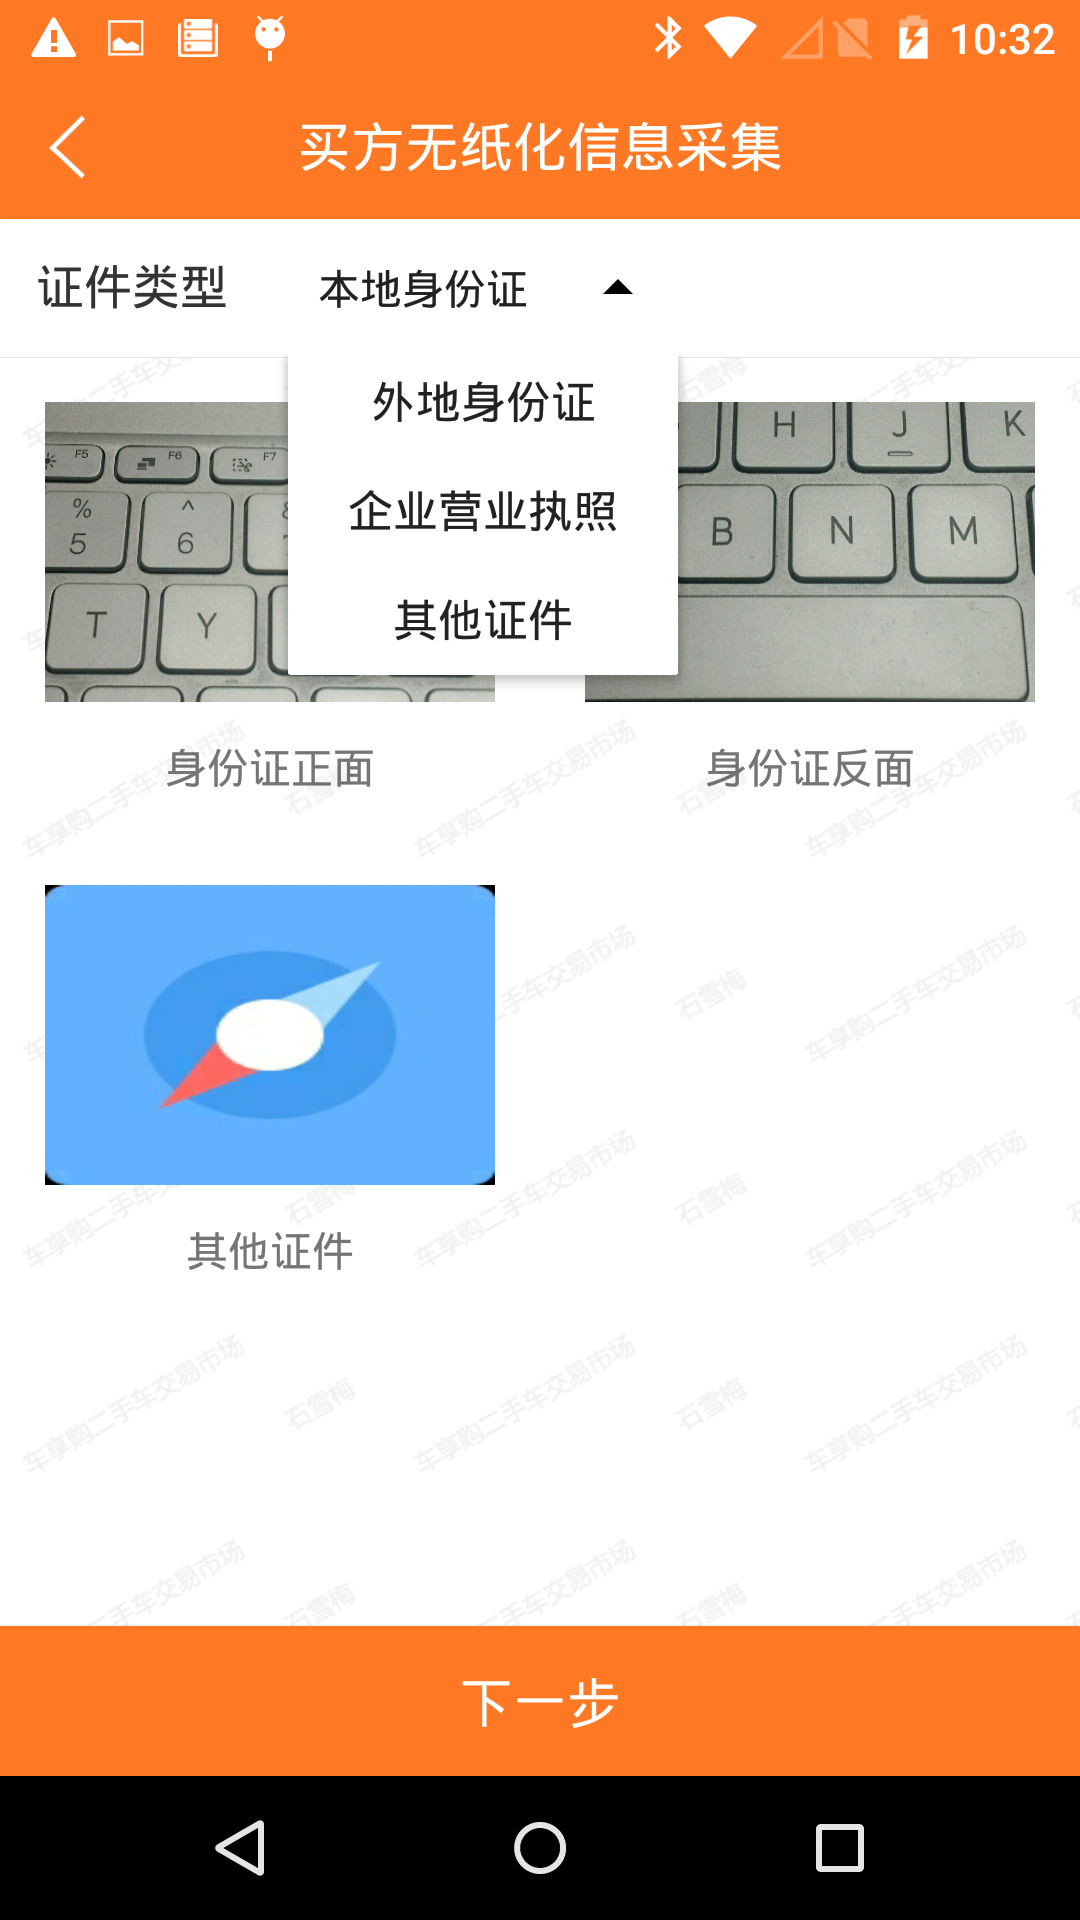 10:32
买方无纸化信息采集
证件类型
本地身份证
外地身份证
企业营业执照
其他证件
F5 F6 F7
% 5 ^ 6
T Y
H J K
B N M
身份证正面
身份证反面
其他证件
车享购二手车交易市场 石雪梅
下一步